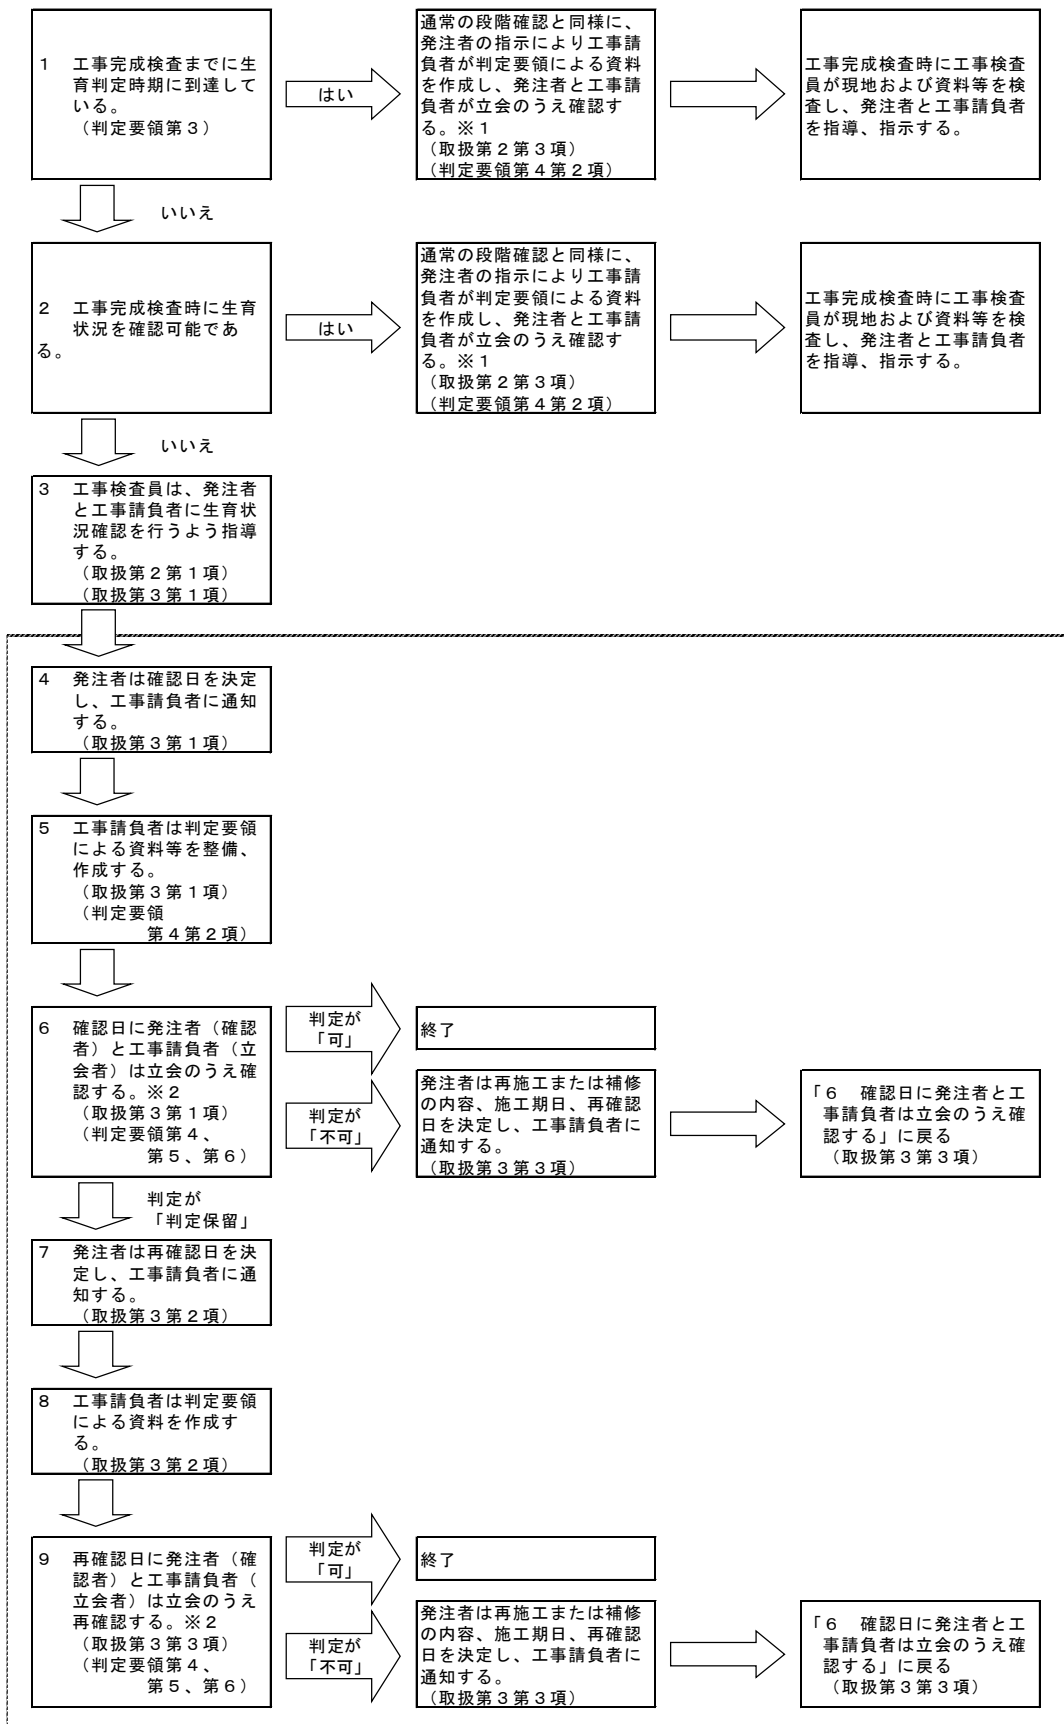 1　工事完成検査までに生
育判定時期に到達して
いる。
（判定要領第３）
はい
通常の段階確認と同様に、
発注者の指示により工事請
負者が判定要領による資料
を作成し、発注者と工事請
負者が立会のうえ確認す
る。※１
（取扱第２第３項）
（判定要領第４第２項）
工事完成検査時に工事検査
員が現地および資料等を検
査し、発注者と工事請負者
を指導、指示する。
いいえ
2　工事完成検査時に生育
状況を確認可能であ
る。
はい
通常の段階確認と同様に、
発注者の指示により工事請
負者が判定要領による資料
を作成し、発注者と工事請
負者が立会のうえ確認す
る。※１
（取扱第２第３項）
（判定要領第４第２項）
工事完成検査時に工事検査
員が現地および資料等を検
査し、発注者と工事請負者
を指導、指示する。
いいえ
3　工事検査員は、発注者
と工事請負者に生育状
況確認を行うよう指導
する。
（取扱第２第１項）
（取扱第３第１項）
4　発注者は確認日を決定
し、工事請負者に通知
する。
（取扱第３第１項）
5　工事請負者は判定要領
による資料等を整備、
作成する。
（取扱第３第１項）
（判定要領
第４第２項）
6　確認日に発注者（確認
者）と工事請負者（立
会者）は立会のうえ確
認する。※２
（取扱第３第１項）
（判定要領第４、
第５、第６）
判定が
「可」
終了
判定が
「不可」
発注者は再施工または補修
の内容、施工期日、再確認
日を決定し、工事請負者に
通知する。
（取扱第３第３項）
「６　確認日に発注者と工
事請負者は立会のうえ確
認する」に戻る
（取扱第３第３項）
判定が
「判定保留」
7　発注者は再確認日を決
定し、工事請負者に通
知する。
（取扱第３第２項）
8　工事請負者は判定要領
による資料を作成す
る。
（取扱第３第２項）
9　再確認日に発注者（確
認者）と工事請負者（
立会者）は立会のうえ
再確認する。※２
（取扱第３第３項）
（判定要領第４、
第５、第６）
判定が
「可」
終了
判定が
「不可」
発注者は再施工または補修
の内容、施工期日、再確認
日を決定し、工事請負者に
通知する。
（取扱第３第３項）
「６　確認日に発注者と工
事請負者は立会のうえ確
認する」に戻る
（取扱第３第３項）